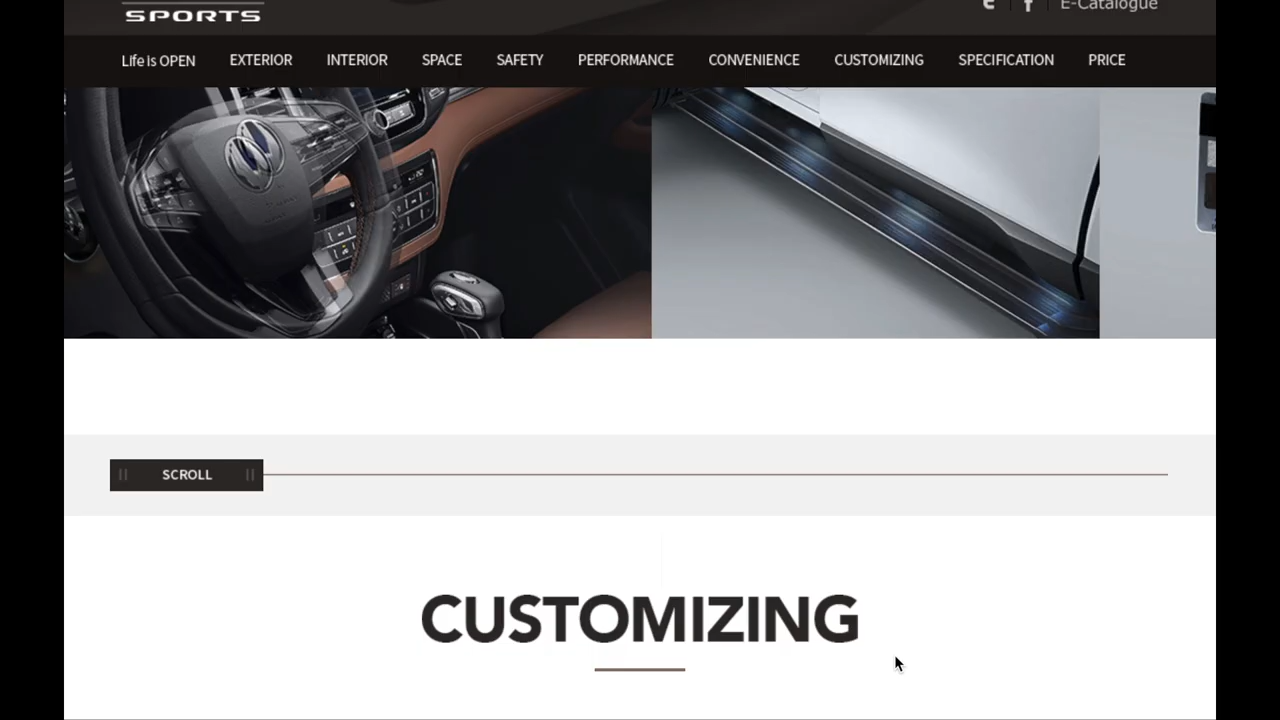 SPORTS
E-Catalogue
Life is OPEN EXTERIOR INTERIOR SPACE SAFETY PERFORMANCE CONVENIENCE CUSTOMIZING SPECIFICATION PRICE
SCROLL
CUSTOMIZING